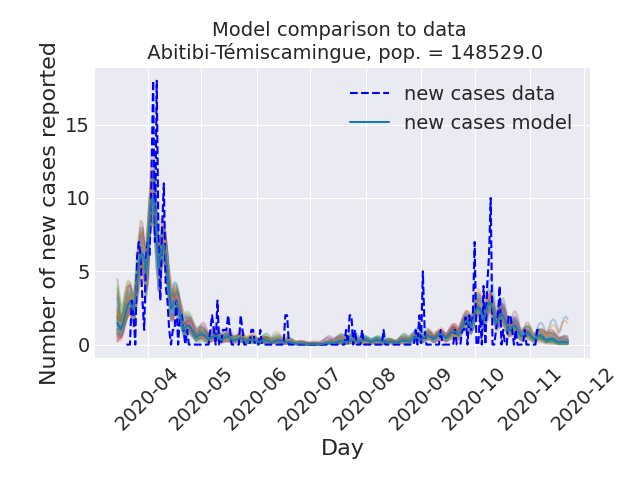 Model comparison to data
Abitibi-Témiscamingue, pop. = 148529.0
Number of new cases reported
15
10
5
0
new cases data
new cases model
2020-04
2020-05
2020-06
2020-07
2020-08
2020-09
2020-10
2020-11
2020-12
Day